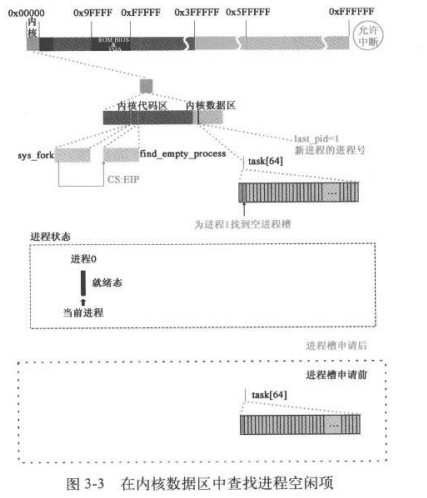 0x00000 0x9FFFF 0xFFFFF 0x3FFFFF 0x5FFFFF 0xFFFFFF
内核
ROM BIOS
允许中断
内核代码区 内核数据区
last_pid=1
新进程的进程号
sys_fork find_empty_process
task[64]
CS:EIP
...
为进程1找到空进程槽
进程状态
进程0
就绪态
当前进程
进程槽申请后
进程槽申请前
task[64]
...
图 3-3 在内核数据区中查找进程空闲项